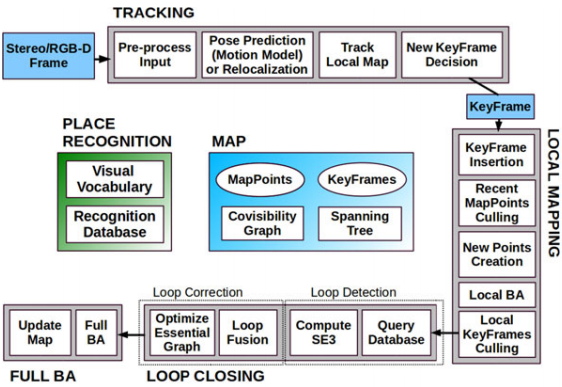 TRACKING
Stereo/RGB-D
Frame
Pre-process
Input
Pose Prediction
(Motion Model)
or Relocalization
Track
Local Map
New KeyFrame
Decision
KeyFrame
PLACE
RECOGNITION
Visual
Vocabulary
Recognition
Database
MAP
MapPoints
KeyFrames
Covisibility
Graph
Spanning
Tree
LOCAL MAPPING
KeyFrame
Insertion
Recent
MapPoints
Culling
New Points
Creation
Local BA
Local
KeyFrames
Culling
Loop Correction
Loop Detection
Update
Map
Full
BA
Optimize
Essential
Graph
Loop
Fusion
Compute
SE3
Query
Database
FULL BA
LOOP CLOSING